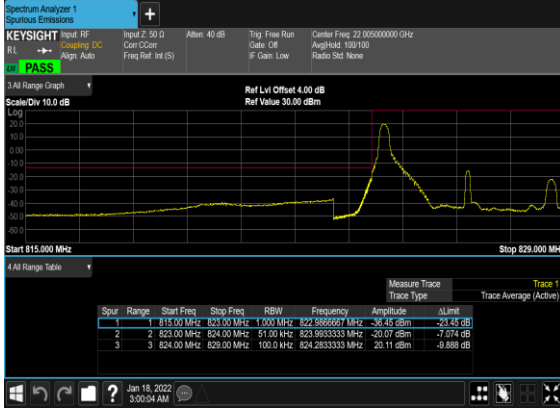 Spectrum Analyzer 1
Spurious Emissions
+
KEYSIGHT Input: RF Input Z: 50 Ω Atten: 40 dB Trig: Free Run Center Freq: 22.005000000 GHz
RL Coupling: DC Corr CCorr Gate: Off Avg|Hold: 100/100
Align: Auto Freq Ref: Int (S) IF Gain: Low Radio Std: None
PASS
3 All Range Graph Ref Lvl Offset 4.00 dB
Scale/Div 10.0 dB Ref Value 30.00 dBm
Log
20.0
10.0
0.00
-10.0
-20.0
-30.0
-40.0
-50.0
-60.0
Start 815.000 MHz Stop 829.000 MH
4 All Range Table
Measure Trace Trace 1
Trace Type Trace Average (Active)
Spur Range Start Freq Stop Freq RBW Frequency Amplitude ΔLimit
1 1 815.00 MHz 823.00 MHz 1.000 MHz 822.9866667 MHz -36.45 dBm -23.45 dB
2 2 823.00 MHz 824.00 MHz 51.00 kHz 823.9933333 MHz -20.07 dBm -7.074 dB
3 3 824.00 MHz 829.00 MHz 100.0 kHz 824.2833333 MHz 20.11 dBm -9.888 dB
? Jan 18, 2022
3:00:04 AM